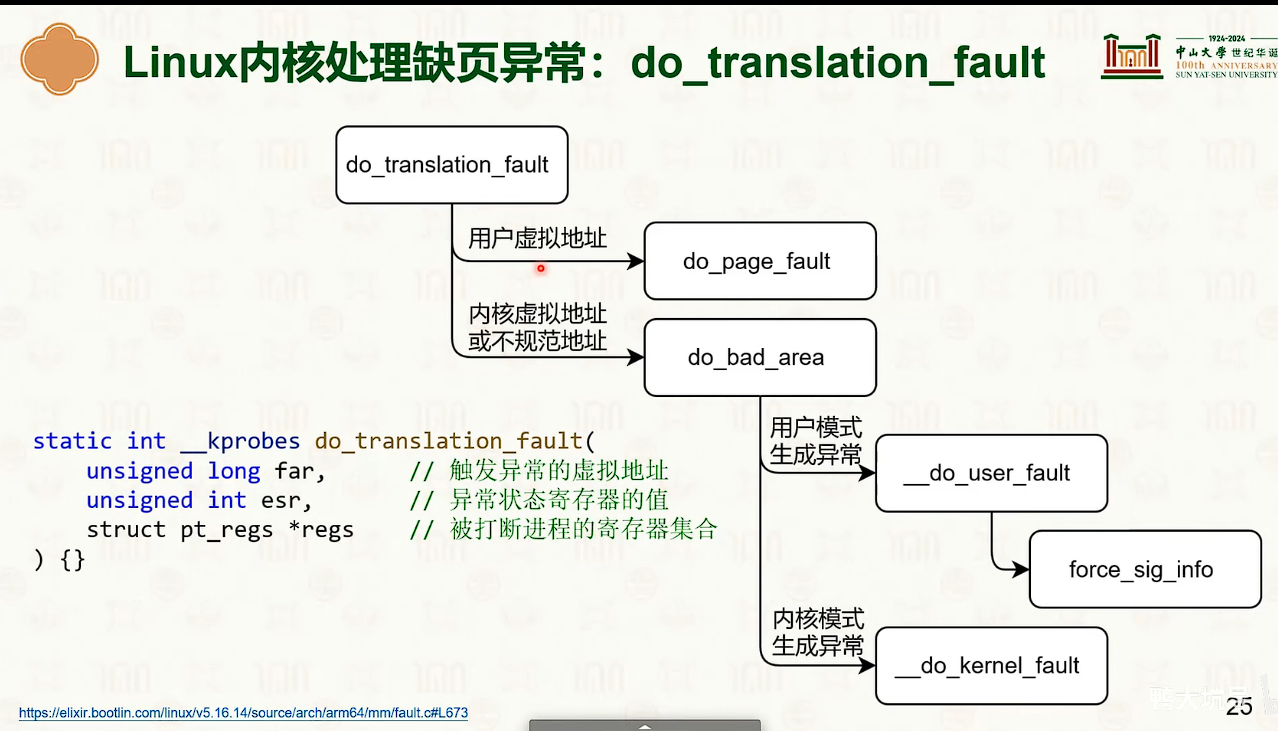 Linux内核处理缺页异常：do_translation_fault
1924-2024
中山大学 世纪华诞
100th ANNIVERSARY
SUN YAT-SEN UNIVERSITY
do_translation_fault
用户虚拟地址
do_page_fault
内核虚拟地址
或不规范地址
do_bad_area
用户模式
生成异常
__do_user_fault
force_sig_info
内核模式
生成异常
__do_kernel_fault
static int __kprobes do_translation_fault(
unsigned long far, // 触发异常的虚拟地址
unsigned int esr, // 异常状态寄存器的值
struct pt_regs *regs // 被打断进程的寄存器集合
) {}
https://elixir.bootlin.com/linux/v5.16.14/source/arch/arm64/mm/fault.c#L673
25